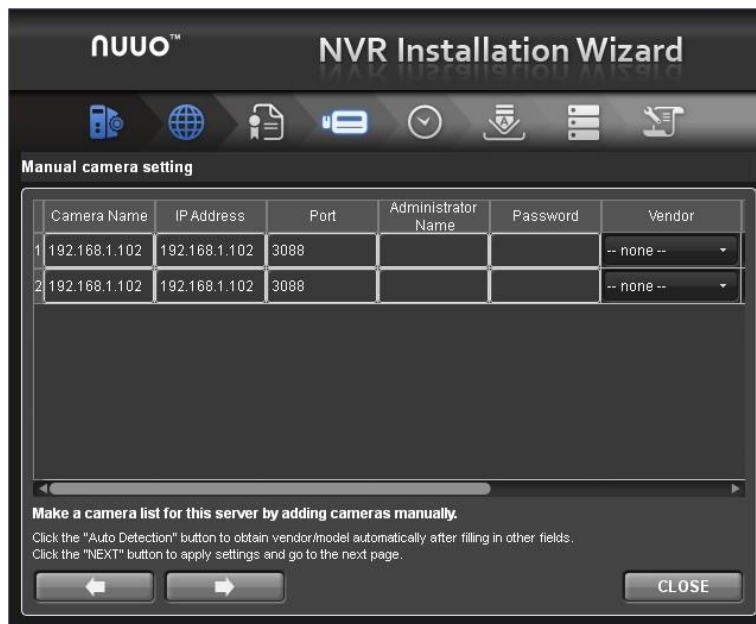 nuuo™
NVR Installation Wizard
Manual camera setting
Camera Name IP Address Port Administrator Name Password Vendor
1 192.168.1.102 192.168.1.102 3088 -- none --
2 192.168.1.102 192.168.1.102 3088 -- none --
Make a camera list for this server by adding cameras manually.
Click the "Auto Detection" button to obtain vendor/model automatically after filling in other fields.
Click the "NEXT" button to apply settings and go to the next page.
CLOSE